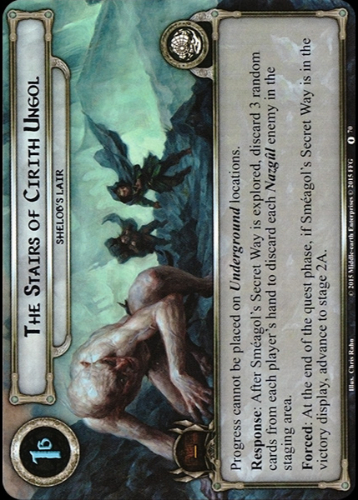 1B
THE STAIRS OF CIRITH UNGOL
SHELOB'S LAIR
Progress cannot be placed on Underground locations.
Response: After Sméagol's Secret Way is explored, discard 3 random
cards from each player's hand to discard each Nazgûl enemy in the
staging area.
Forced: At the end of the quest phase, if Sméagol's Secret Way is in
the victory display, advance to stage 2A.
Illus. Chris Rahn
© 2015 Middle-earth Enterprises © 2015 FFG
70